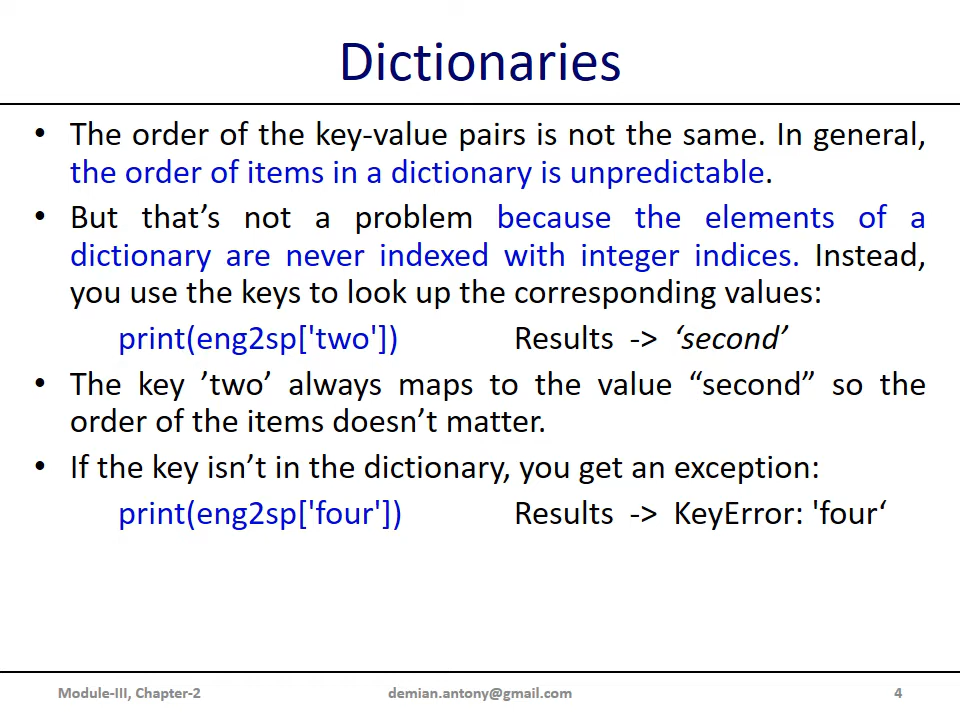 Dictionaries
• The order of the key-value pairs is not the same. In general,
the order of items in a dictionary is unpredictable.
• But that’s not a problem because the elements of a
dictionary are never indexed with integer indices. Instead,
you use the keys to look up the corresponding values:
print(eng2sp['two']) Results -> ‘second’
• The key ’two’ always maps to the value “second” so the
order of the items doesn’t matter.
• If the key isn’t in the dictionary, you get an exception:
print(eng2sp['four']) Results -> KeyError: 'four‘
Module-III, Chapter-2 demian.antony@gmail.com 4